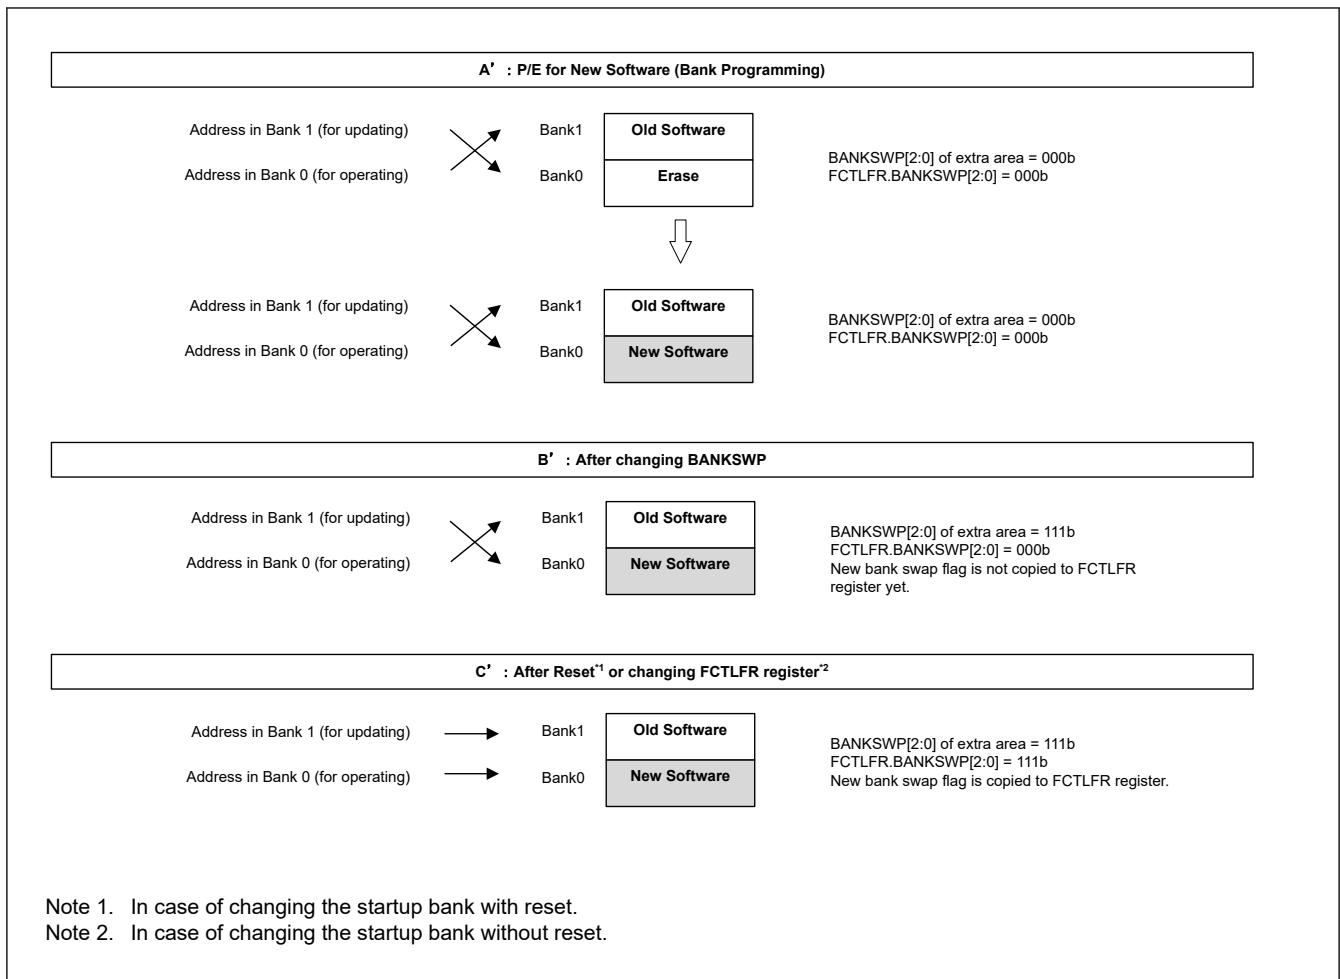 A’ : P/E for New Software (Bank Programming)
Address in Bank 1 (for updating)
Bank1
Old Software
Address in Bank 0 (for operating)
Bank0
Erase
BANKSWP[2:0] of extra area = 000b
FCTLFR.BANKSWP[2:0] = 000b
Address in Bank 1 (for updating)
Bank1
Old Software
Address in Bank 0 (for operating)
Bank0
New Software
BANKSWP[2:0] of extra area = 000b
FCTLFR.BANKSWP[2:0] = 000b
B’ : After changing BANKSWP
Address in Bank 1 (for updating)
Bank1
Old Software
Address in Bank 0 (for operating)
Bank0
New Software
BANKSWP[2:0] of extra area = 111b
FCTLFR.BANKSWP[2:0] = 000b
New bank swap flag is not copied to FCTLFR
register yet.
C’ : After Reset*1 or changing FCTLFR register*2
Address in Bank 1 (for updating)
Bank1
Old Software
Address in Bank 0 (for operating)
Bank0
New Software
BANKSWP[2:0] of extra area = 111b
FCTLFR.BANKSWP[2:0] = 111b
New bank swap flag is copied to FCTLFR register.
Note 1. In case of changing the startup bank with reset.
Note 2. In case of changing the startup bank without reset.